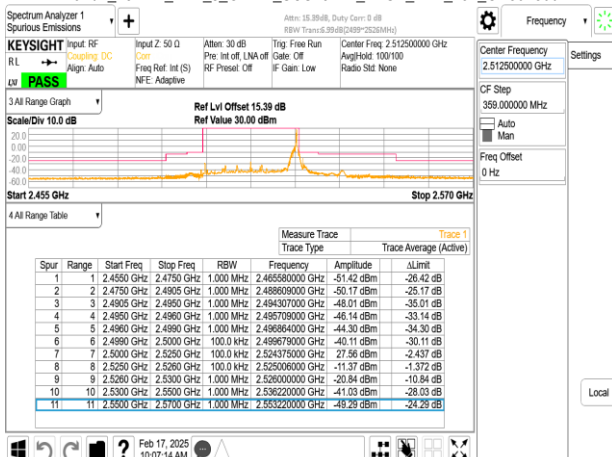 Spectrum Analyzer 1
Spurious Emissions
Attn: 15.39dB, Duty Corr: 0 dB
RBW Trans:6.99dB(2499~2526MHz)
Frequency
KEYSIGHT
RL
PASS
Input: RF
Coupling: DC
Align: Auto
Input Z: 50 Ω
Corr
Freq Ref: Int (S)
NFE: Adaptive
Atten: 30 dB
Pre: Int off, LNA off
RF Preset: Off
Trig: Free Run
Gate: Off
IF Gain: Low
Center Freq: 2.512500000 GHz
Avg|Hold: 100/100
Radio Std: None
Center Frequency
2.512500000 GHz
Settings
CF Step
359.000000 MHz
Auto
Man
Freq Offset
0 Hz
Local
3 All Range Graph
Scale/Div 10.0 dB
Ref Lvl Offset 15.39 dB
Ref Value 30.00 dBm
20.0
0.00
-20.0
-40.0
-60.0
Start 2.455 GHz
Stop 2.570 GHz
4 All Range Table
Measure Trace Trace 1
Trace Type Trace Average (Active)
Spur Range Start Freq Stop Freq RBW Frequency Amplitude ΔLimit
1 1 2.4550 GHz 2.4750 GHz 1.000 MHz 2.465580000 GHz -51.42 dBm -26.42 dB
2 2 2.4750 GHz 2.4905 GHz 1.000 MHz 2.488609000 GHz -50.17 dBm -25.17 dB
3 3 2.4905 GHz 2.4950 GHz 1.000 MHz 2.494307000 GHz -48.01 dBm -35.01 dB
4 4 2.4950 GHz 2.4960 GHz 1.000 MHz 2.495709000 GHz -46.14 dBm -33.14 dB
5 5 2.4960 GHz 2.4990 GHz 1.000 MHz 2.496864000 GHz -44.30 dBm -34.30 dB
6 6 2.4990 GHz 2.5000 GHz 100.0 kHz 2.499679000 GHz -40.11 dBm -30.11 dB
7 7 2.5000 GHz 2.5250 GHz 100.0 kHz 2.524375000 GHz 27.56 dBm -2.437 dB
8 8 2.5250 GHz 2.5260 GHz 100.0 kHz 2.525006000 GHz -11.37 dBm -1.372 dB
9 9 2.5260 GHz 2.5300 GHz 1.000 MHz 2.526000000 GHz -20.84 dBm -10.84 dB
10 10 2.5300 GHz 2.5500 GHz 1.000 MHz 2.536220000 GHz -41.03 dBm -28.03 dB
11 11 2.5500 GHz 2.5700 GHz 1.000 MHz 2.553220000 GHz -49.29 dBm -24.29 dB
?
Feb 17, 2025
10:07:14 AM